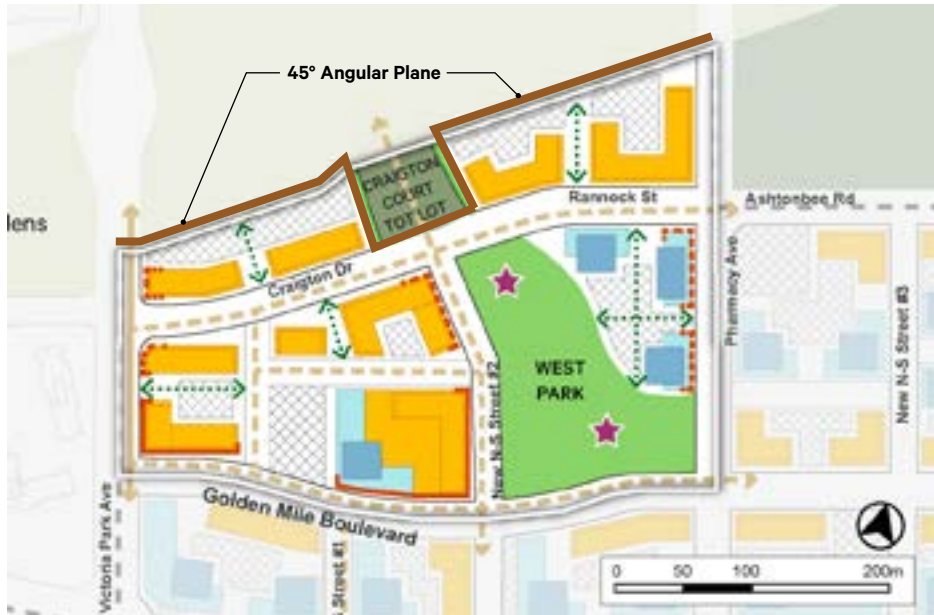 45° Angular Plane
CRAIGTON
COURT
TOT LOT
lens
Rannock St
Ashtonbee Rd
Craigton Dr
Pharmacy Ave
New N-S Street #3
WEST
PARK
New N-S Street #2
Golden Mile Boulevard
Victoria Park Ave
Street #1
0 50 100 200m